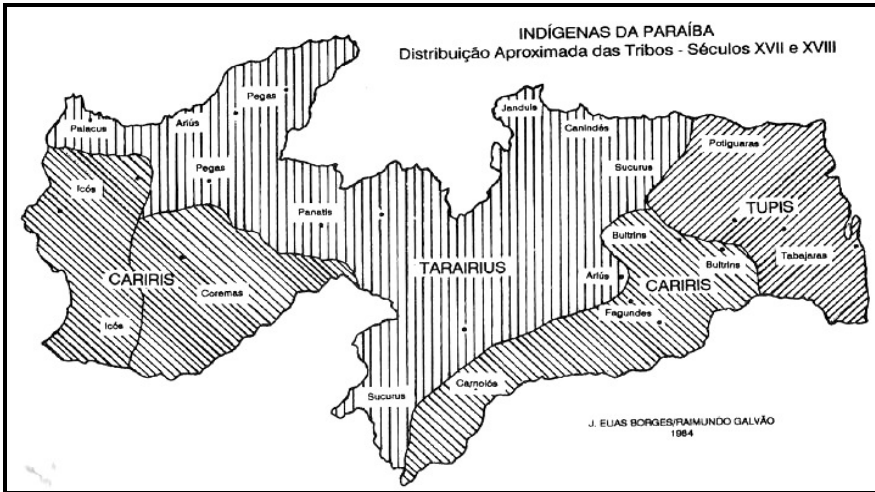 INDÍGENAS DA PARAÍBA
Distribuição Aproximada das Tribos - Séculos XVII e XVIII
Pegas
Janduis
Palacus
Ariús
Canindés
Potiguaras
Pegas
Sucurus
Icós
TUPIS
Panatis
Bultrins
Tabajaras
Bultrins
TARAIRIUS
CARIRIS
Ariús
CARIRIS
Coremas
Fagundes
Icós
Carnoiós
Sucurus
J. ELIAS BORGES/RAIMUNDO GALVÃO
1984